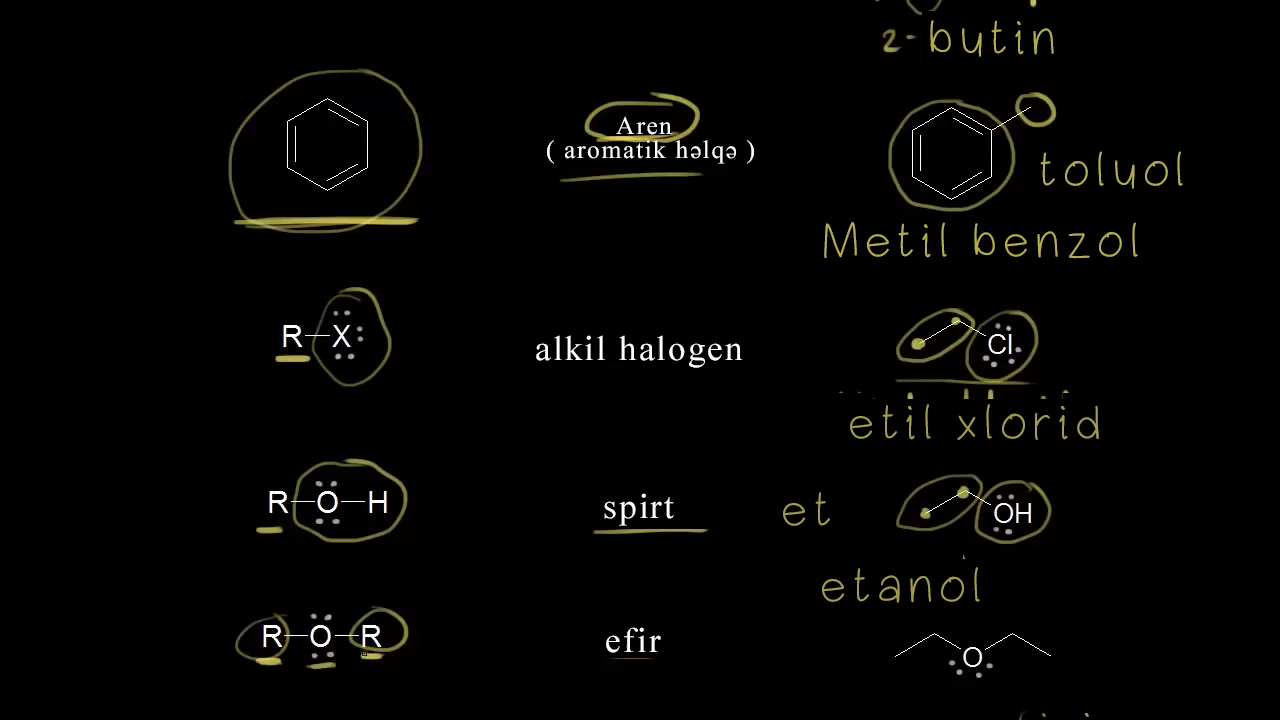 2-butin
Aren
( aromatik həlqə )
toluol
Metil benzol
R—X
alkil halogen
Cl
etil xlorid
R—O—H
spirt
et
OH
etanol
R—O—R
efir
O